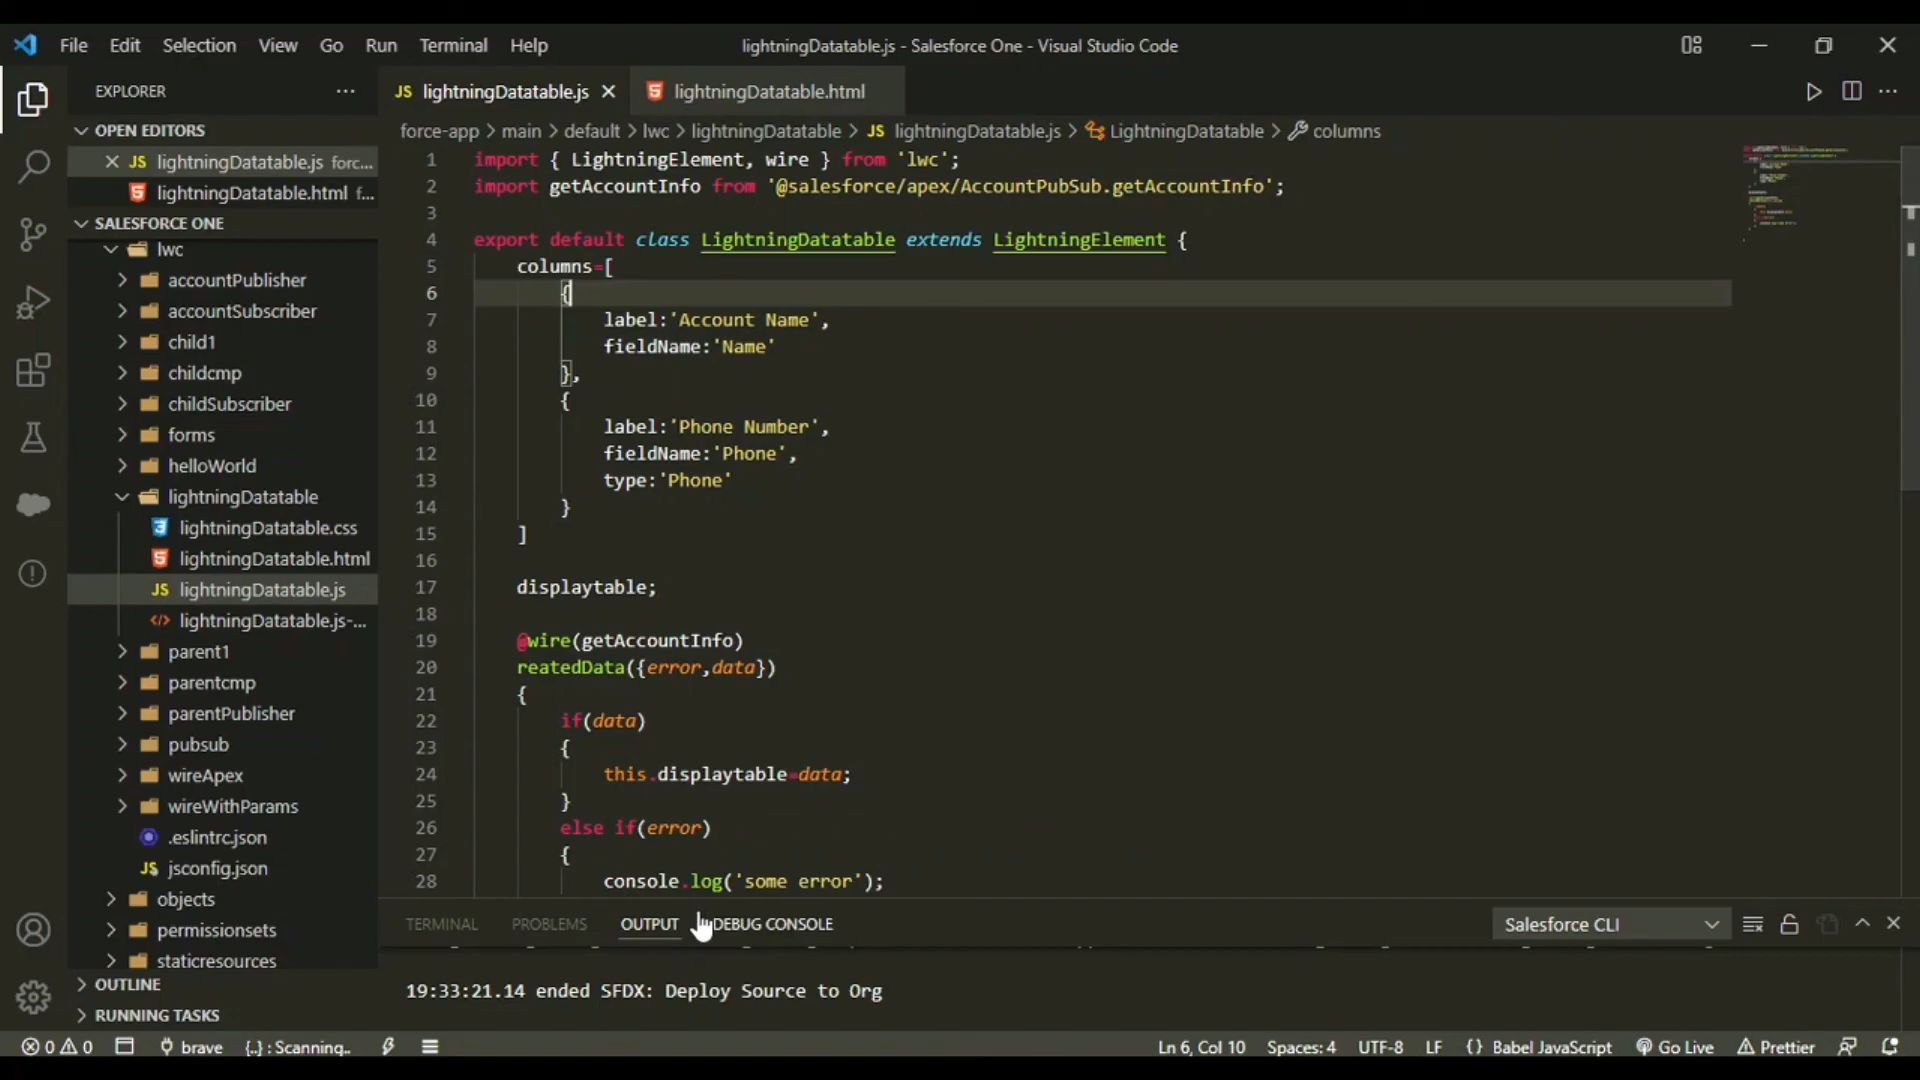 File Edit Selection View Go Run Terminal Help
lightningDatatable.js - Salesforce One - Visual Studio Code
EXPLORER
OPEN EDITORS
lightningDatatable.js forc...
lightningDatatable.html f...
SALESFORCE ONE
lwc
accountPublisher
accountSubscriber
child1
childcmp
childSubscriber
forms
helloWorld
lightningDatatable
lightningDatatable.css
lightningDatatable.html
lightningDatatable.js
lightningDatatable.js-...
parent1
parentcmp
parentPublisher
pubsub
wireApex
wireWithParams
.eslintrc.json
jsconfig.json
objects
permissionsets
staticresources
OUTLINE
RUNNING TASKS
JS lightningDatatable.js
lightningDatatable.html
force-app > main > default > lwc > lightningDatatable > JS lightningDatatable.js > LightningDatatable > columns
1 import { LightningElement, wire } from 'lwc';
2 import getAccountInfo from '@salesforce/apex/AccountPubSub.getAccountInfo';
3
4 export default class LightningDatatable extends LightningElement {
5 columns=[
6 {
7 label:'Account Name',
8 fieldName:'Name'
9 },
10 {
11 label:'Phone Number',
12 fieldName:'Phone',
13 type:'Phone'
14 }
15 ]
16
17 displaytable;
18
19 @wire(getAccountInfo)
20 reatedData({error,data})
21 {
22 if(data)
23 {
24 this.displaytable=data;
25 }
26 else if(error)
27 {
28 console.log('some error');
TERMINAL PROBLEMS OUTPUT DEBUG CONSOLE
Salesforce CLI
19:33:21.14 ended SFDX: Deploy Source to Org
0 0 brave {..} : Scanning..
Ln 6, Col 10 Spaces: 4 UTF-8 LF {} Babel JavaScript Go Live Prettier